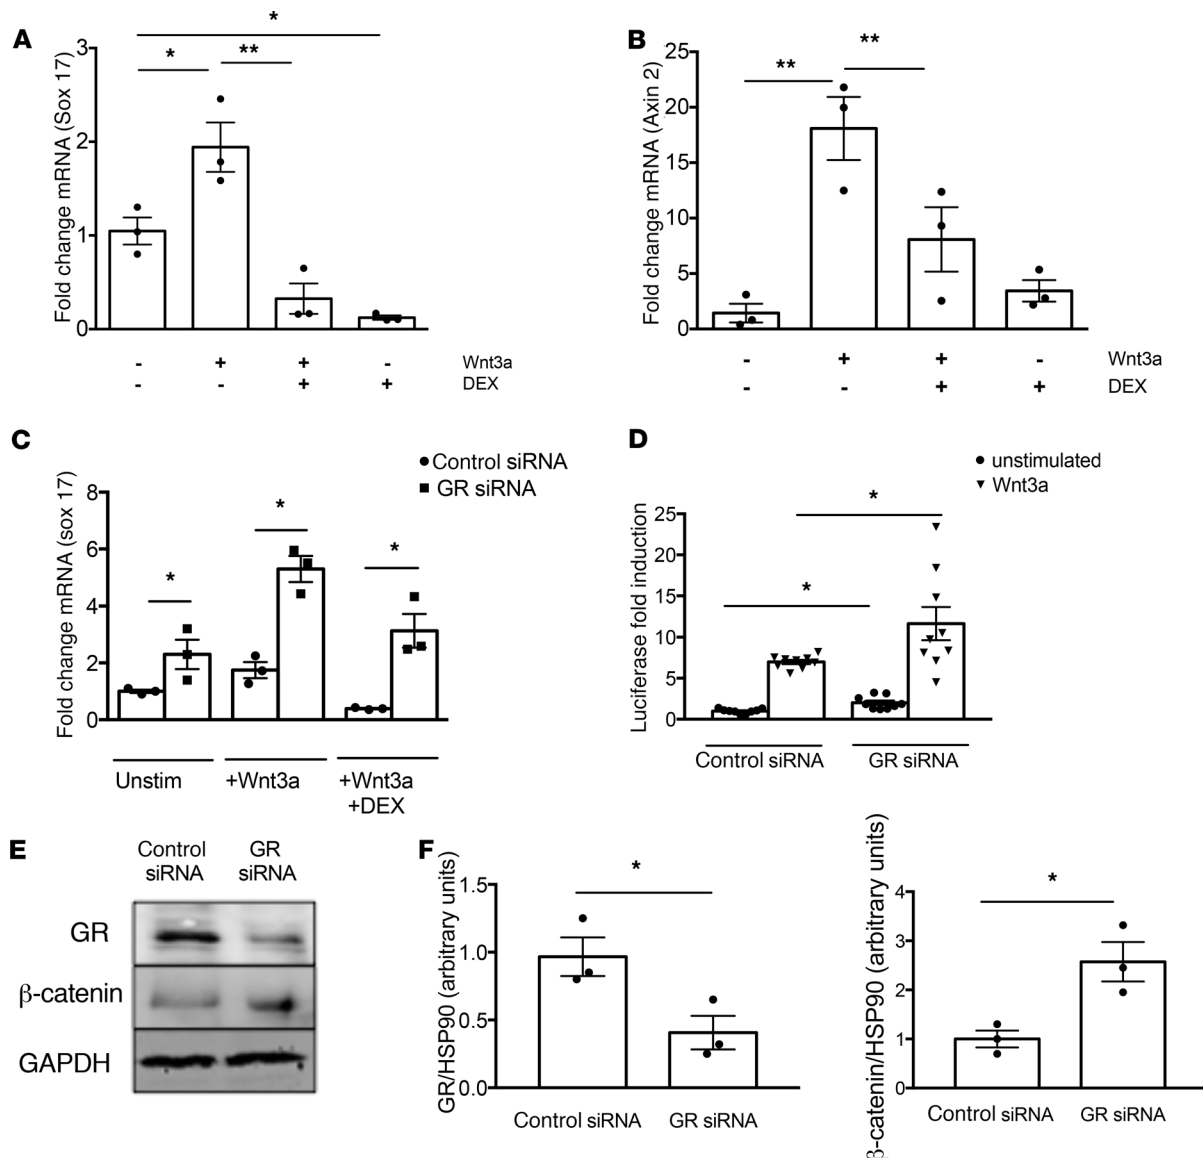 A
Fold change mRNA (Sox 17)
3
2
1
0
*
*
**
- + + - Wnt3a
- - + + DEX
B
Fold change mRNA (Axin 2)
25
20
15
10
5
0
**
**
- + + - Wnt3a
- - + + DEX
C
Fold change mRNA (sox 17)
8
6
4
2
0
Control siRNA
GR siRNA
*
*
*
Unstim
+Wnt3a
+Wnt3a
+DEX
D
Luciferase fold induction
25
20
15
10
5
0
unstimulated
Wnt3a
*
*
Control siRNA
GR siRNA
E
Control
siRNA
GR
siRNA
GR
β-catenin
GAPDH
F
GR/HSP90 (arbitrary units)
1.5
1.0
0.5
0.0
*
Control siRNA
GR siRNA
β-catenin/HSP90 (arbitrary units)
4
3
2
1
0
*
Control siRNA
GR siRNA